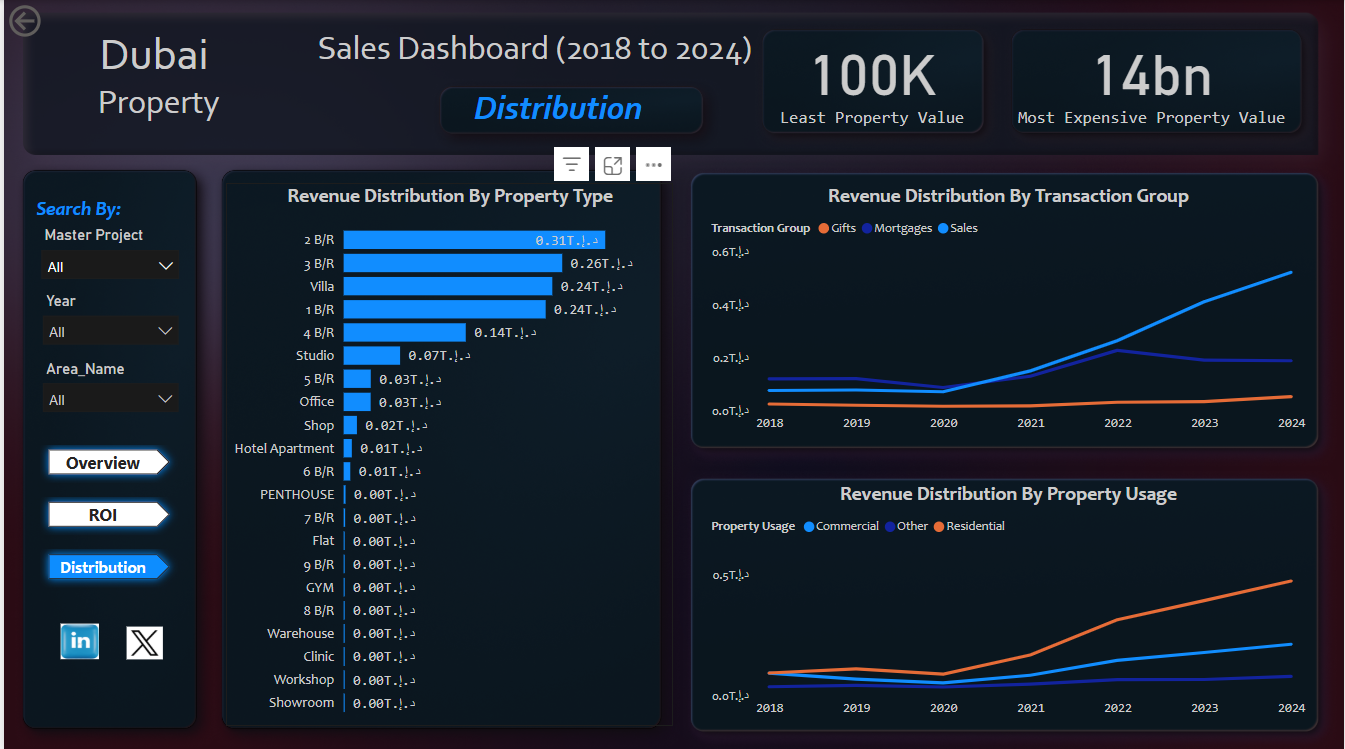 Dubai
Property
Sales Dashboard (2018 to 2024)
Distribution
100K
Least Property Value
14bn
Most Expensive Property Value
Search By:
Master Project
All
Year
All
Area_Name
All
Overview
ROI
Distribution
in
X
Revenue Distribution By Property Type
2 B/R 0.31T د.إ.
3 B/R 0.26T د.إ.
Villa 0.24T د.إ.
1 B/R 0.24T د.إ.
4 B/R 0.14T د.إ.
Studio 0.07T د.إ.
5 B/R 0.03T د.إ.
Office 0.03T د.إ.
Shop 0.02T د.إ.
Hotel Apartment 0.01T د.إ.
6 B/R 0.01T د.إ.
PENTHOUSE 0.00T د.إ.
7 B/R 0.00T د.إ.
Flat 0.00T د.إ.
9 B/R 0.00T د.إ.
GYM 0.00T د.إ.
8 B/R 0.00T د.إ.
Warehouse 0.00T د.إ.
Clinic 0.00T د.إ.
Workshop 0.00T د.إ.
Showroom 0.00T د.إ.
Revenue Distribution By Transaction Group
Transaction Group Gifts Mortgages Sales
0.6T د.إ.
0.4T د.إ.
0.2T د.إ.
0.0T د.إ.
2018 2019 2020 2021 2022 2023 2024
Revenue Distribution By Property Usage
Property Usage Commercial Other Residential
0.5T د.إ.
0.0T د.إ.
2018 2019 2020 2021 2022 2023 2024